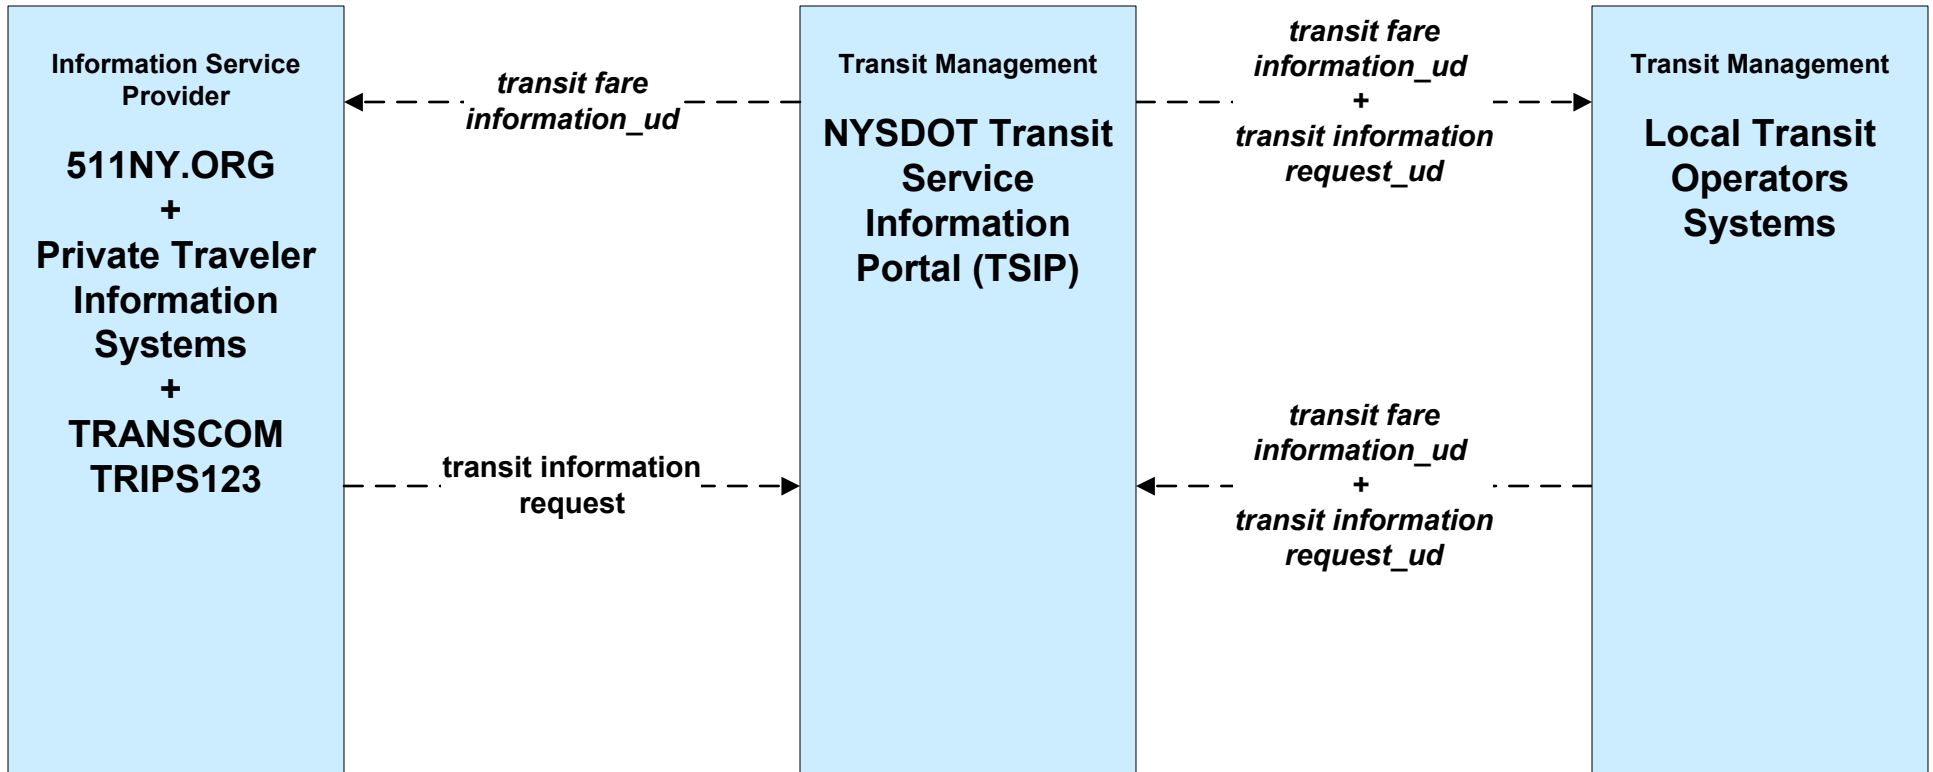 Information Service
Provider
511NY.ORG
+
Private Traveler
Information
Systems
+
TRANSCOM
TRIPS123
transit fare
information_ud
transit information
request
Transit Management
NYSDOT Transit
Service
Information
Portal (TSIP)
transit fare
information_ud
+
transit information
request_ud
transit fare
information_ud
+
transit information
request_ud
Transit Management
Local Transit
Operators
Systems